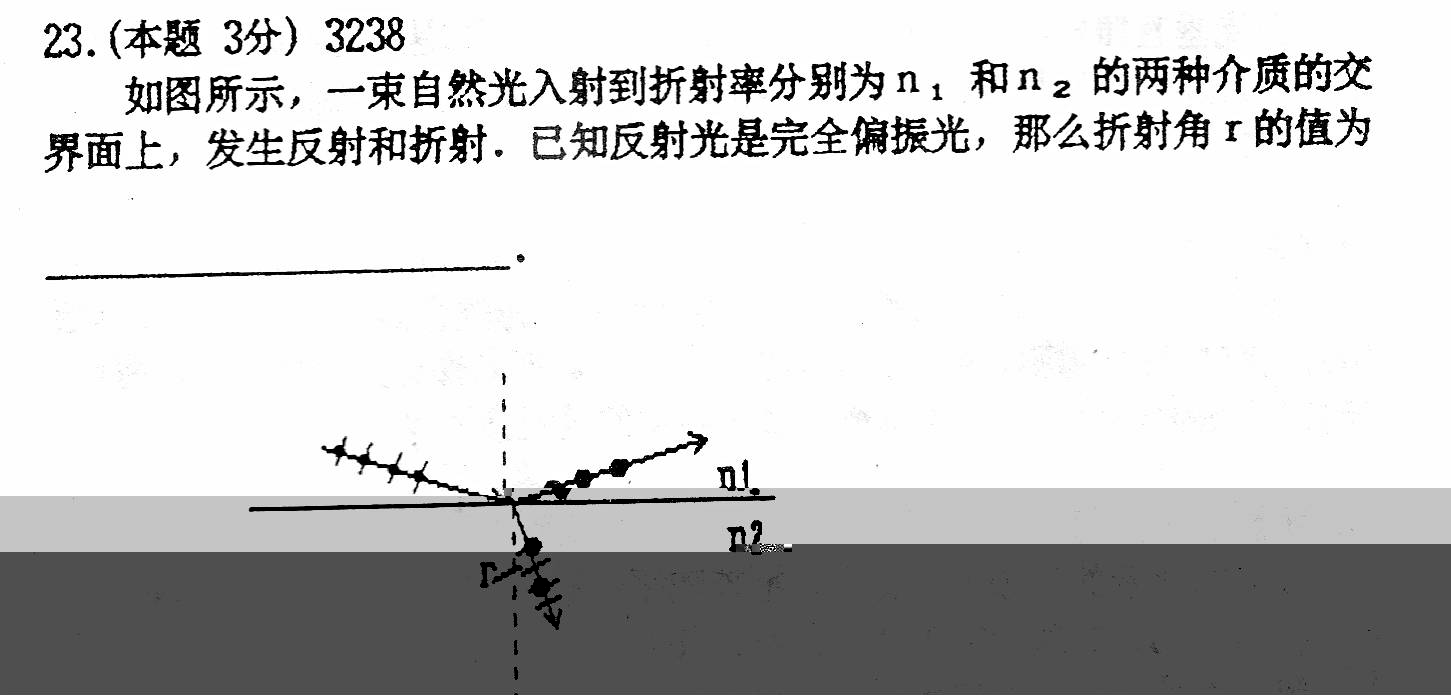 23.(本题 3分) 3238
如图所示，一束自然光入射到折射率分别为n₁ 和n₂ 的两种介质的交
界面上，发生反射和折射．已知反射光是完全偏振光，那么折射角r的值为
．
n1
n2
r